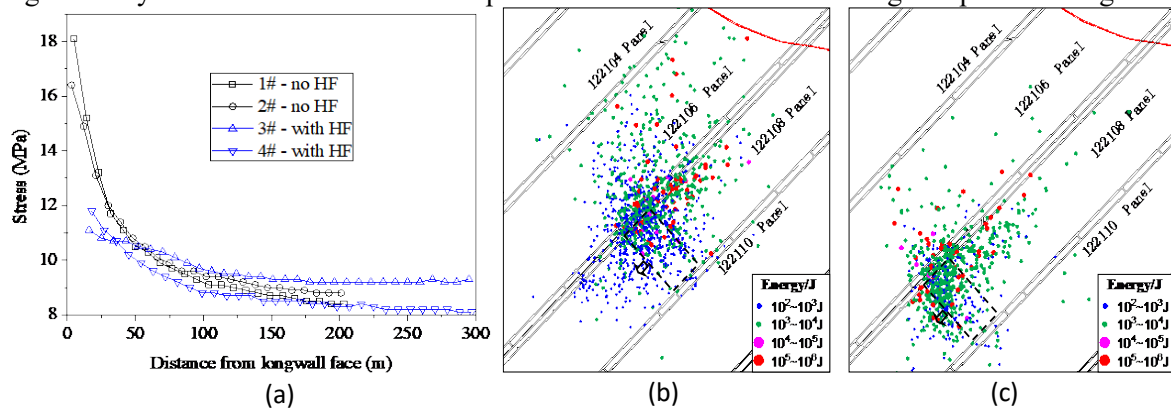 18
16
14
12
10
8
Stress (MPa)
1# - no HF
2# - no HF
3# - with HF
4# - with HF
0 50 100 150 200 250 300
Distance from longwall face (m)
(a)
122104 Panel
122106 Panel
122108 Panel
122110 Panel
Energy/J
10²~10³J
10³~10⁴J
10⁴~10⁵J
10⁵~10⁶J
(b)
122104 Panel
122106 Panel
122108 Panel
122110 Panel
Energy/J
10²~10³J
10³~10⁴J
10⁴~10⁵J
10⁵~10⁶J
(c)